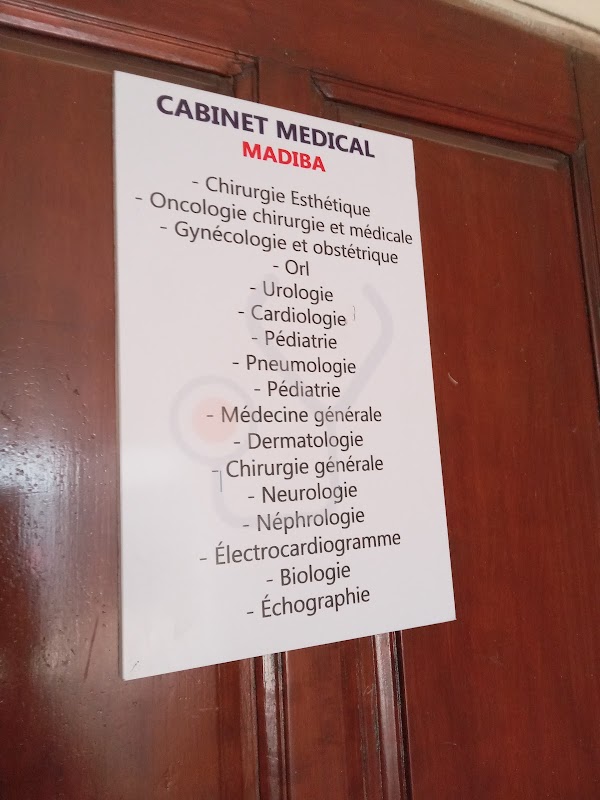 CABINET MEDICAL
MADIBA
- Chirurgie Esthétique
- Oncologie chirurgie et médicale
- Gynécologie et obstétrique
- Orl
- Urologie
- Cardiologie
- Pédiatrie
- Pneumologie
- Pédiatrie
- Médecine générale
- Dermatologie
- Chirurgie générale
- Neurologie
- Néphrologie
- Électrocardiogramme
- Biologie
- Échographie